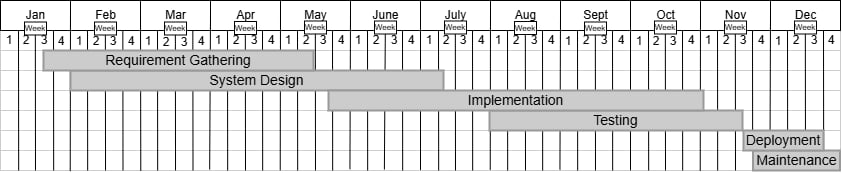 Jan Feb Mar Apr May June July Aug Sept Oct Nov Dec
Week Week Week Week Week Week Week Week Week Week Week Week
1 2 3 4 1 2 3 4 1 2 3 4 1 2 3 4 1 2 3 4 1 2 3 4 1 2 3 4 1 2 3 4 1 2 3 4 1 2 3 4 1 2 3 4 1 2 3 4
Requirement Gathering
System Design
Implementation
Testing
Deployment
Maintenance